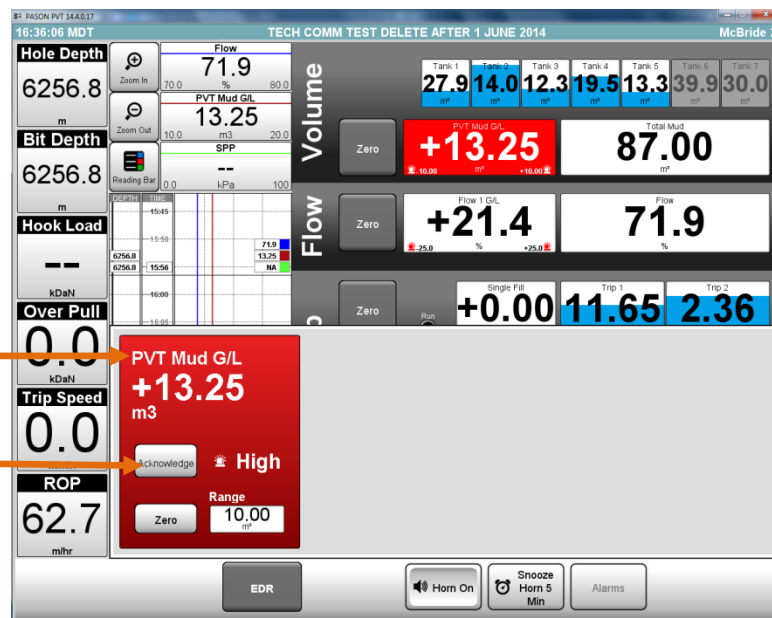 PASON PVT 14.4.0.17
16:36:06 MDT TECH COMM TEST DELETE AFTER 1 JUNE 2014 McBride
Hole Depth
6256.8
m
Bit Depth
6256.8
m
Hook Load
--
kDaN
Over Pull
0.0
kDaN
Trip Speed
0.0
ROP
62.7
m/hr
Zoom In
Zoom Out
Reading Bar
Flow
71.9
70.0 % 80.0
PVT Mud G/L
13.25
10.0 m3 20.0
SPP
--
0.0 kPa 100
DEPTH TIME
15:45
15:50
71.9
6256.8 13.25
6256.8 15:56 NA
16:00
16:05
Volume
Tank 1 Tank 2 Tank 3 Tank 4 Tank 5 Tank 6 Tank 7
27.9 14.0 12.3 19.5 13.3 39.9 30.0
m³ m³ m³ m³ m³ m³ m³
Zero
PVT Mud G/L
+13.25
-10.00 m³ +10.00
Total Mud
87.00
m³
Flow
Zero
Flow 1 G/L
+21.4
-25.0 % +25.0
Flow
71.9
%
Zero
Run
Single Fill
+0.00
Trip 1
11.65
Trip 2
2.36
PVT Mud G/L
+13.25
m3
Acknowledge
High
Zero
Range
10.00
m³
EDR
Horn On
Snooze
Horn 5
Min
Alarms